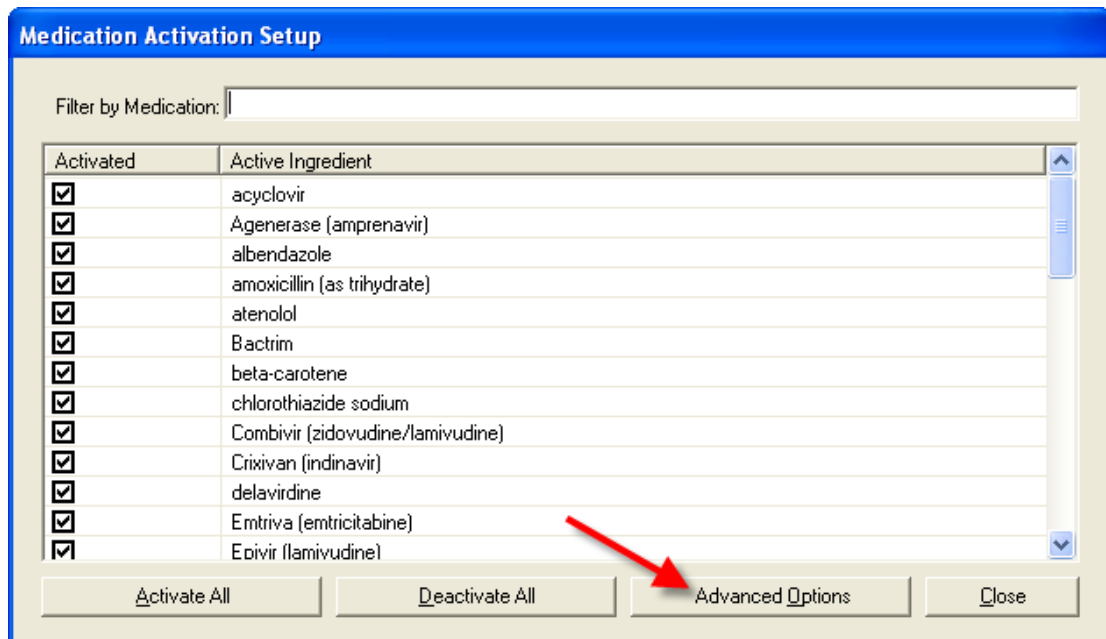 Medication Activation Setup
Filter by Medication:
Activated Active Ingredient
acyclovir
Agenerase (amprenavir)
albendazole
amoxicillin (as trihydrate)
atenolol
Bactrim
beta-carotene
chlorothiazide sodium
Combivir (zidovudine/lamivudine)
Crixivan (indinavir)
delavirdine
Emtriva (emtricitabine)
Epivir (lamivudine)
Activate All Deactivate All Advanced Options Close